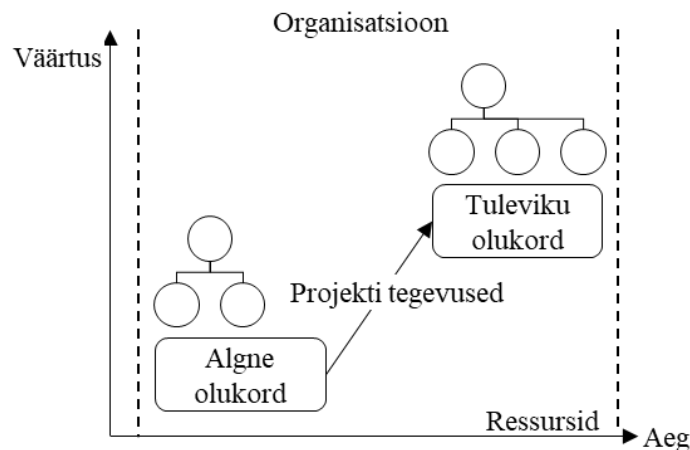 Organisatsioon
Väärtus
Tuleviku
olukord
Projekti tegevused
Algne
olukord
Ressursid
Aeg